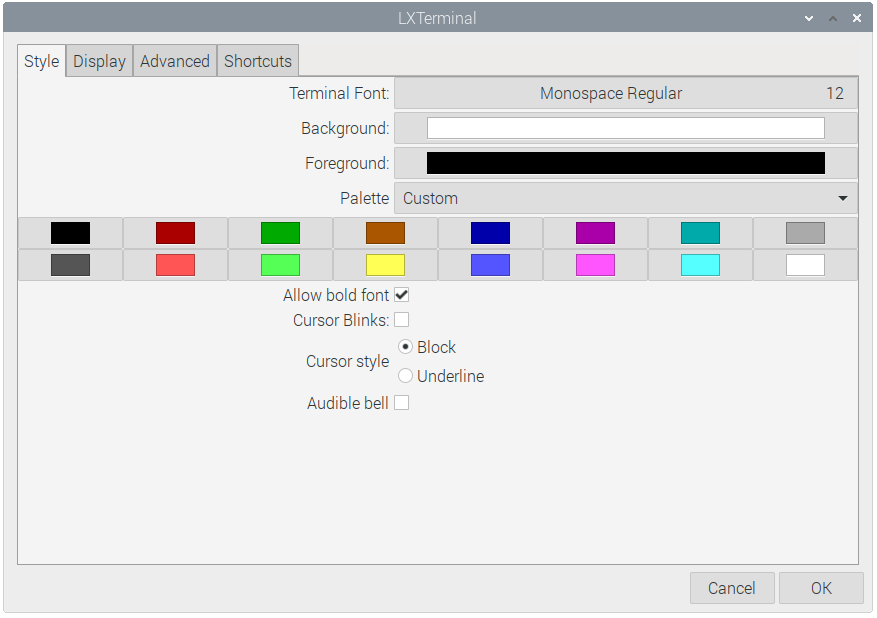 LXTerminal
Style Display Advanced Shortcuts
Terminal Font: Monospace Regular 12
Background:
Foreground:
Palette Custom
Allow bold font
Cursor Blinks:
Cursor style
Block
Underline
Audible bell
Cancel OK